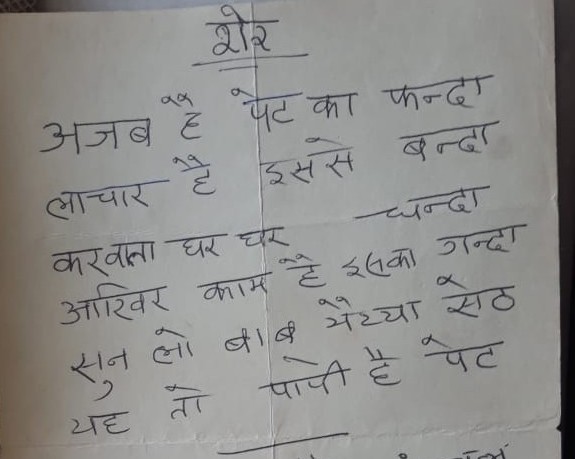 शेर
अजब है पेट का फन्दा
लाचार है इससे बन्दा
करवाता घर घर चन्दा
आखिर काम है इसका गन्दा
सुन लो बाब सेठ
यह तो पापी है पेट